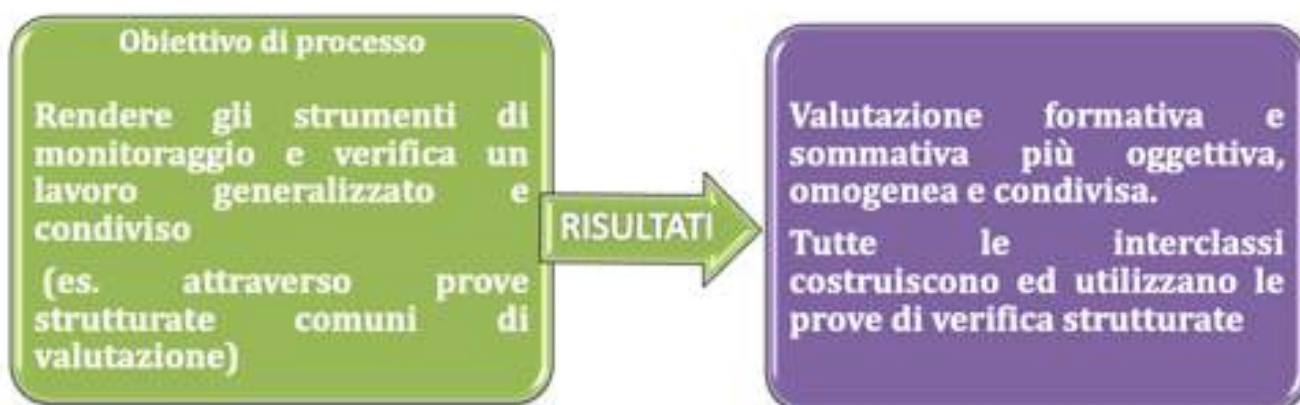 Obiettivo di processo
Rendere gli strumenti di
monitoraggio e verifica un
lavoro generalizzato e
condiviso
(es. attraverso prove
strutturate comuni di
valutazione)
RISULTATI
Valutazione formativa e
sommativa più oggettiva,
omogenea e condivisa.
Tutte le interclassi
costruiscono ed utilizzano le
prove di verifica strutturate